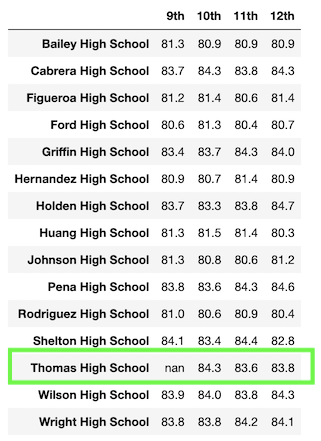 9th 10th 11th 12th
Bailey High School 81.3 80.9 80.9 80.9
Cabrera High School 83.7 84.3 83.8 84.3
Figueroa High School 81.2 81.4 80.6 81.4
Ford High School 80.6 81.3 80.4 80.7
Griffin High School 83.4 83.7 84.3 84.0
Hernandez High School 80.9 80.7 81.4 80.9
Holden High School 83.7 83.3 83.8 84.7
Huang High School 81.3 81.5 81.4 80.3
Johnson High School 81.3 80.8 80.6 81.2
Pena High School 83.8 83.6 84.3 84.6
Rodriguez High School 81.0 80.6 80.9 80.4
Shelton High School 84.1 83.4 84.4 82.8
Thomas High School nan 84.3 83.6 83.8
Wilson High School 83.9 84.0 83.8 84.3
Wright High School 83.8 83.8 84.2 84.1